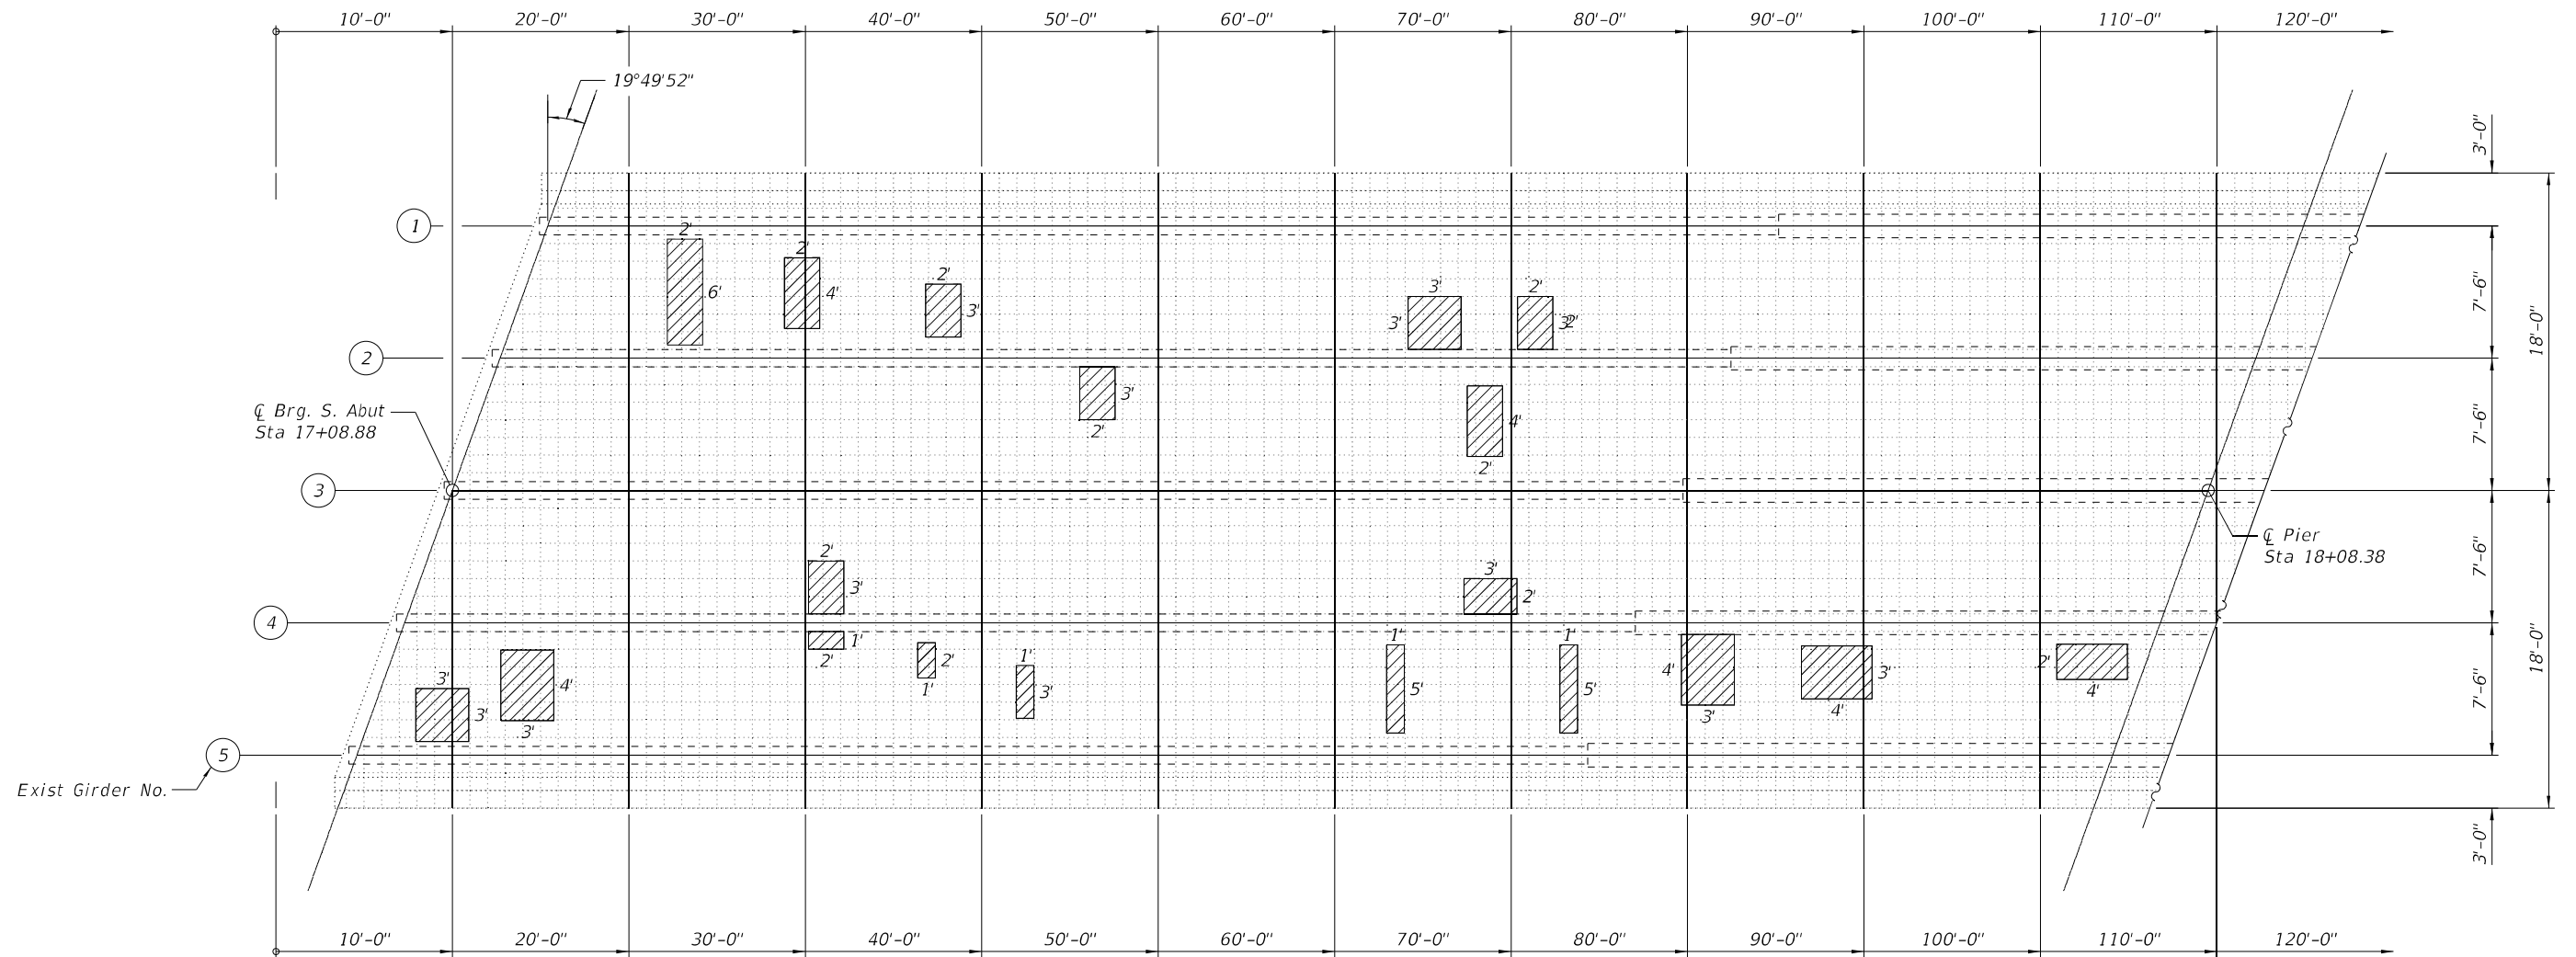 10'-0" 20'-0" 30'-0" 40'-0" 50'-0" 60'-0" 70'-0" 80'-0" 90'-0" 100'-0" 110'-0" 120'-0"
19°49'52"
3'-0"
1
2' 2' 2' 3' 2'
6' 4' 3' 3' 3' 2'
7'-6"
18'-0"
2
3'
2'
4'
2'
7'-6"
℄ Brg. S. Abut
Sta 17+08.88
3
℄ Pier
Sta 18+08.38
2' 3'
3' 2'
7'-6"
4
1' 2' 2' 1' 1' 3' 1' 5' 1' 5' 4' 3' 3' 4' 2' 4'
3' 3' 4' 3'
7'-6"
18'-0"
5
Exist Girder No.
3'-0"
10'-0" 20'-0" 30'-0" 40'-0" 50'-0" 60'-0" 70'-0" 80'-0" 90'-0" 100'-0" 110'-0" 120'-0"